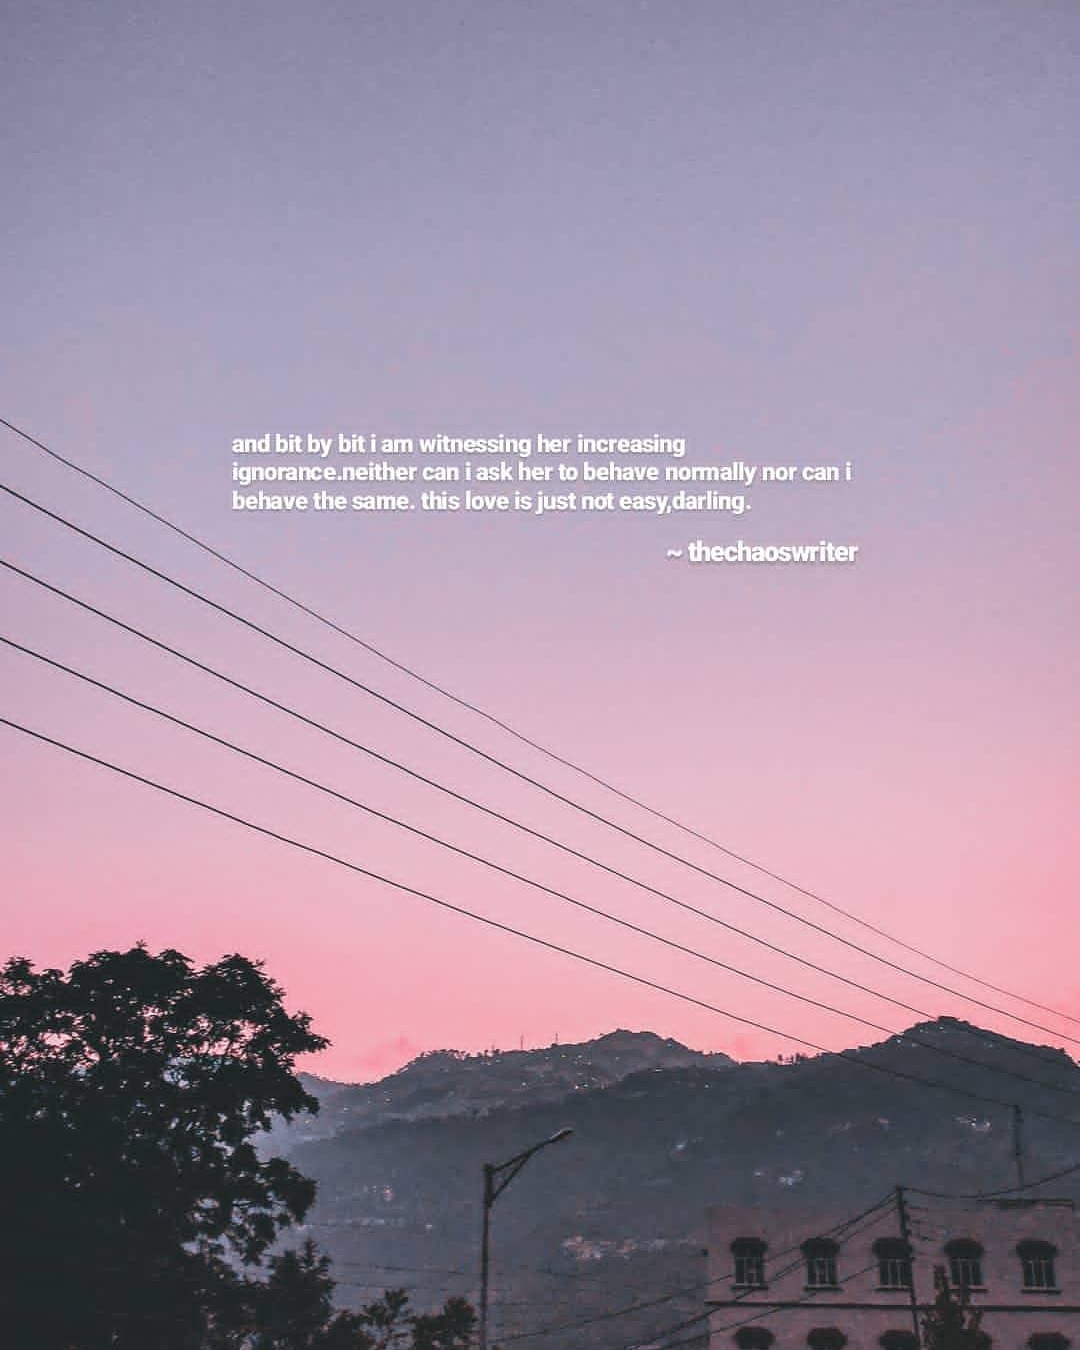 and bit by bit i am witnessing her increasing
ignorance.neither can i ask her to behave normally nor can i
behave the same. this love is just not easy,darling.
~ thechaoswriter